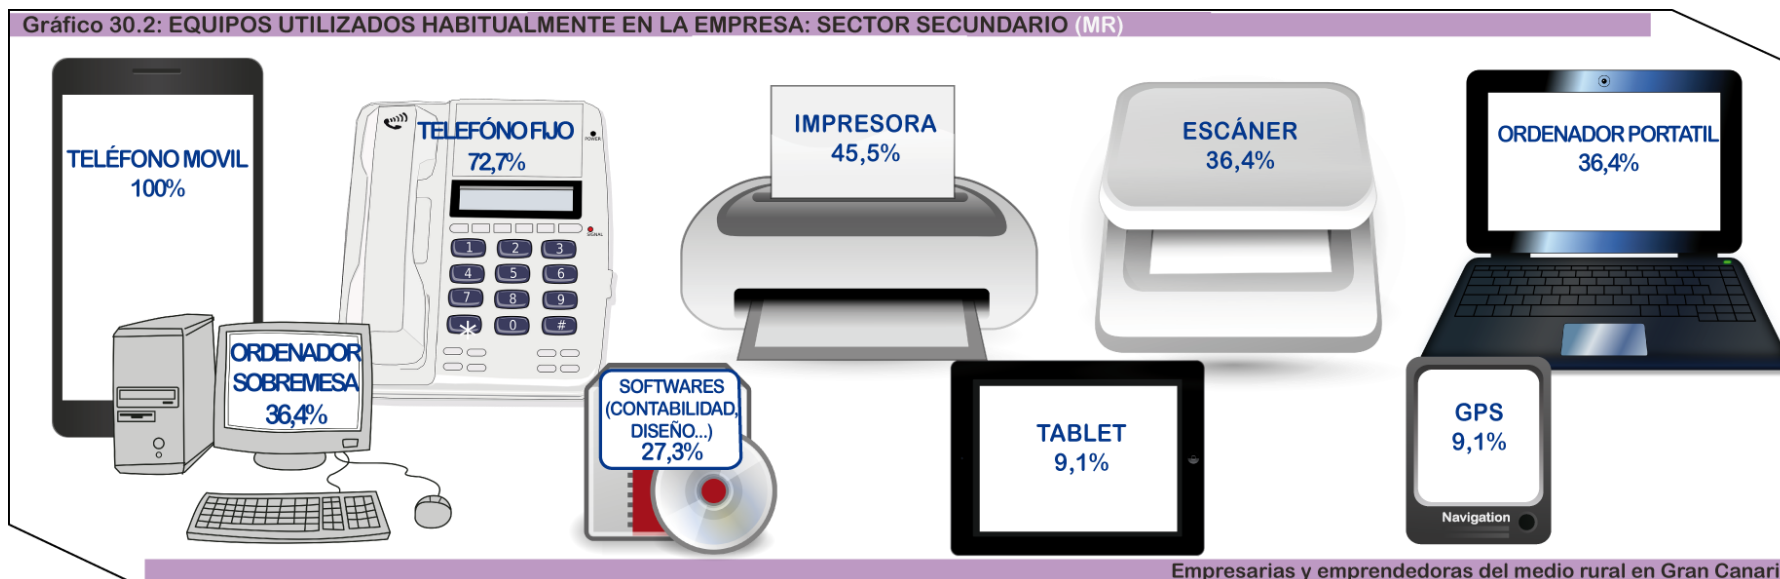 Gráfico 30.2: EQUIPOS UTILIZADOS HABITUALMENTE EN LA EMPRESA: SECTOR SECUNDARIO (MR)
TELÉFONO MOVIL
100%
TELEFÓNO FIJO
72,7%
POWER
SIGNAL
1 2 3
4 5 6
7 8 9
* 0 #
IMPRESORA
45,5%
ESCÁNER
36,4%
ORDENADOR PORTATIL
36,4%
ORDENADOR
SOBREMESA
36,4%
SOFTWARES
(CONTABILIDAD,
DISEÑO...)
27,3%
TABLET
9,1%
GPS
9,1%
Navigation
Empresarias y emprendedoras del medio rural en Gran Canari